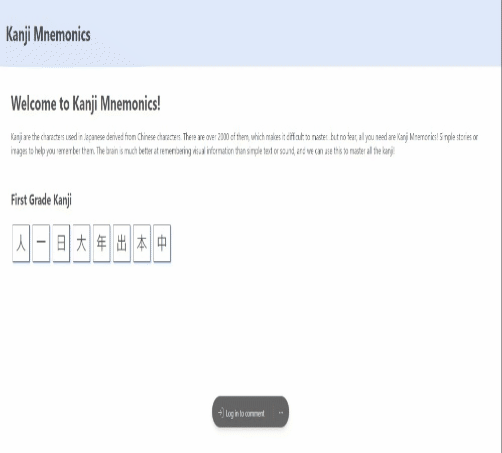 Kanji Mnemonics
Welcome to Kanji Mnemonics!
Kanji are the characters used in Japanese derived from Chinese characters. There are over 2000 of them, which makes it difficult to master...but no fear, all you need are Kanji Mnemonics! Simple stories or
images to help you remember them. The brain is much better at remembering visual information than simple text or sound, and we can use this to master all the kanji!
First Grade Kanji
人 一 日 大 年 出 本 中
Log in to comment